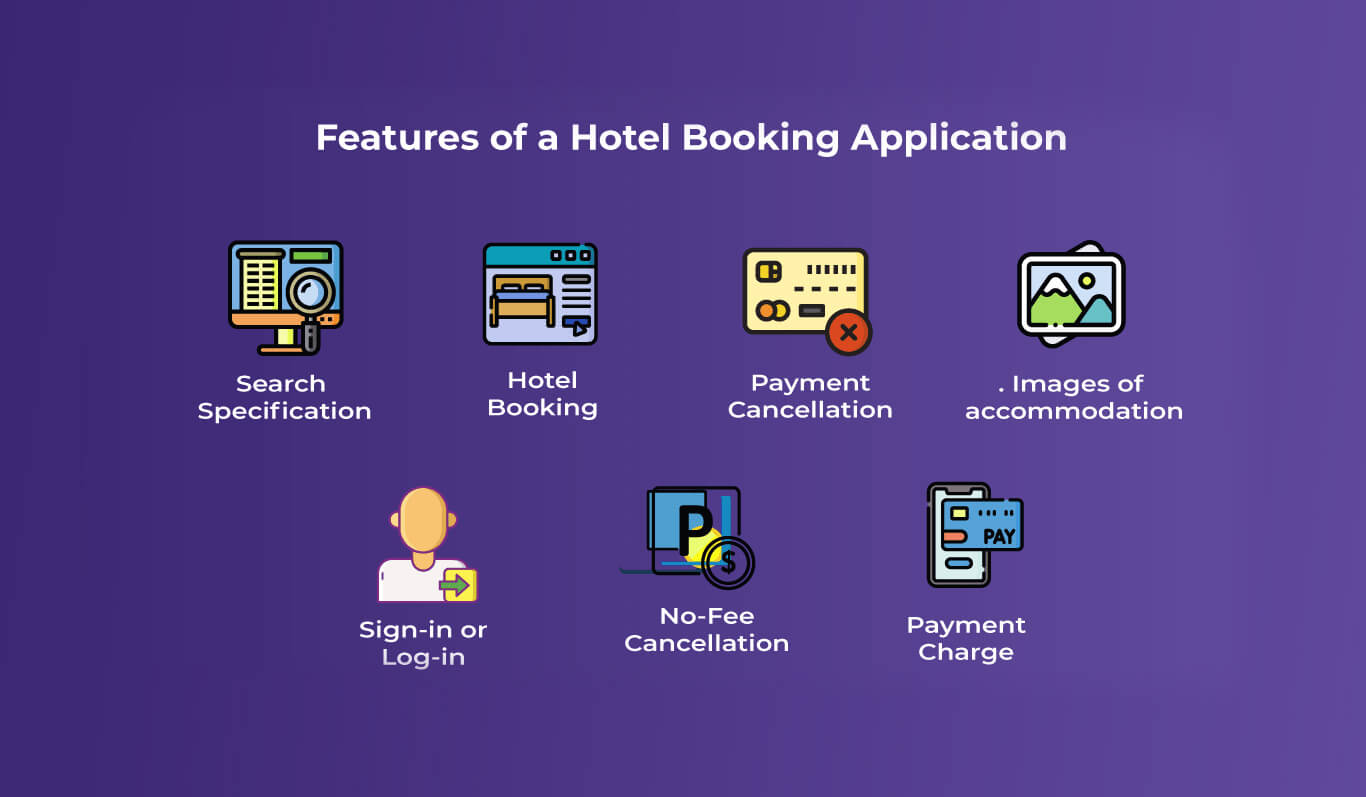 Features of a Hotel Booking Application
Search
Specification
Hotel
Booking
Payment
Cancellation
. Images of
accommodation
Sign-in or
Log-in
P
$
No-Fee
Cancellation
PAY
Payment
Charge